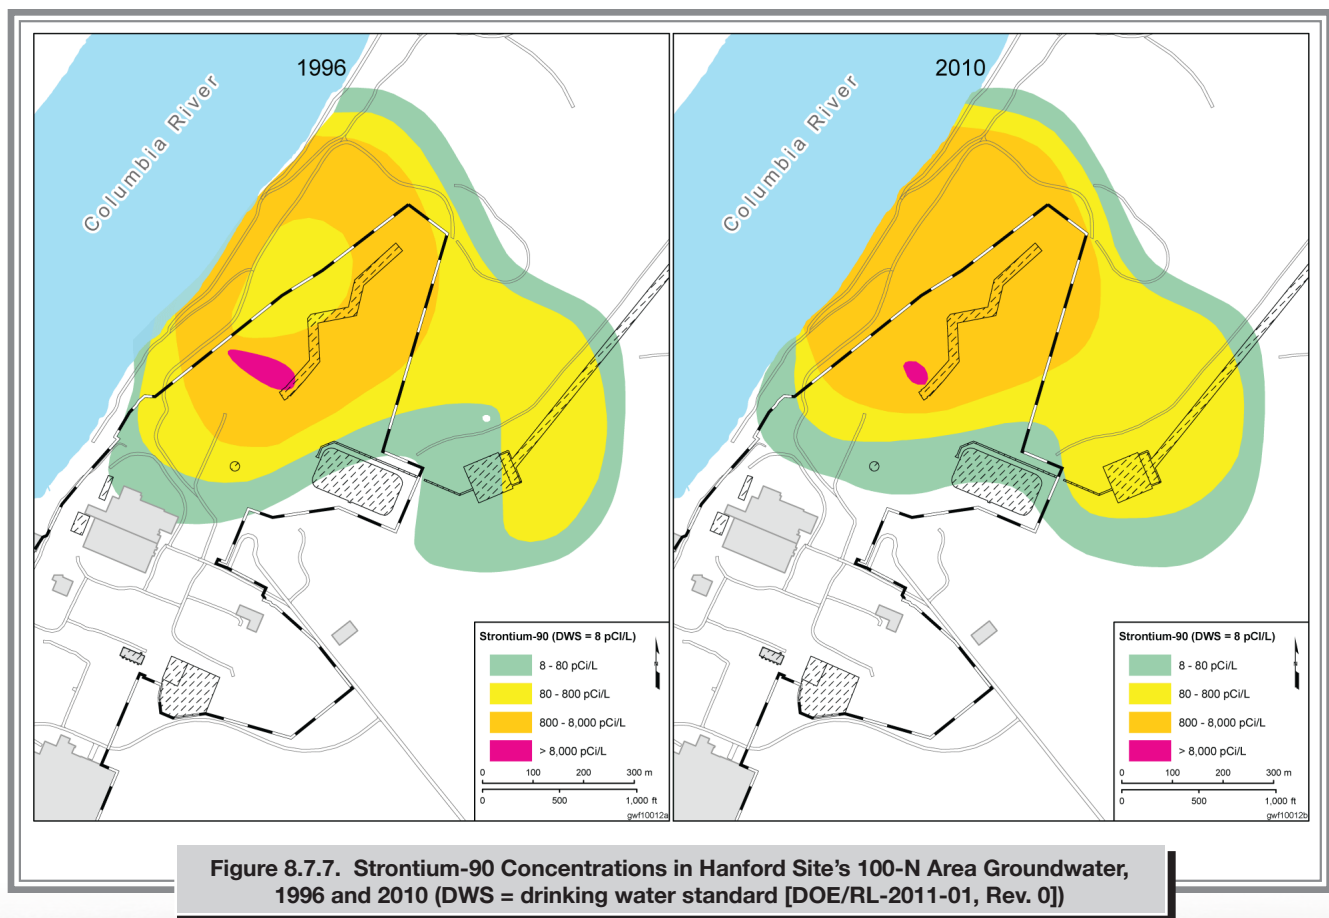 1996
Columbia River
Strontium-90 (DWS = 8 pCI/L)
8 - 80 pCi/L
80 - 800 pCi/L
800 - 8,000 pCi/L
> 8,000 pCi/L
0 100 200 300 m
0 500 1,000 ft
gwf10012a
2010
Columbia River
Strontium-90 (DWS = 8 pCI/L)
8 - 80 pCi/L
80 - 800 pCi/L
800 - 8,000 pCi/L
> 8,000 pCi/L
0 100 200 300 m
0 500 1,000 ft
gwf10012b
Figure 8.7.7. Strontium-90 Concentrations in Hanford Site's 100-N Area Groundwater,
1996 and 2010 (DWS = drinking water standard [DOE/RL-2011-01, Rev. 0])